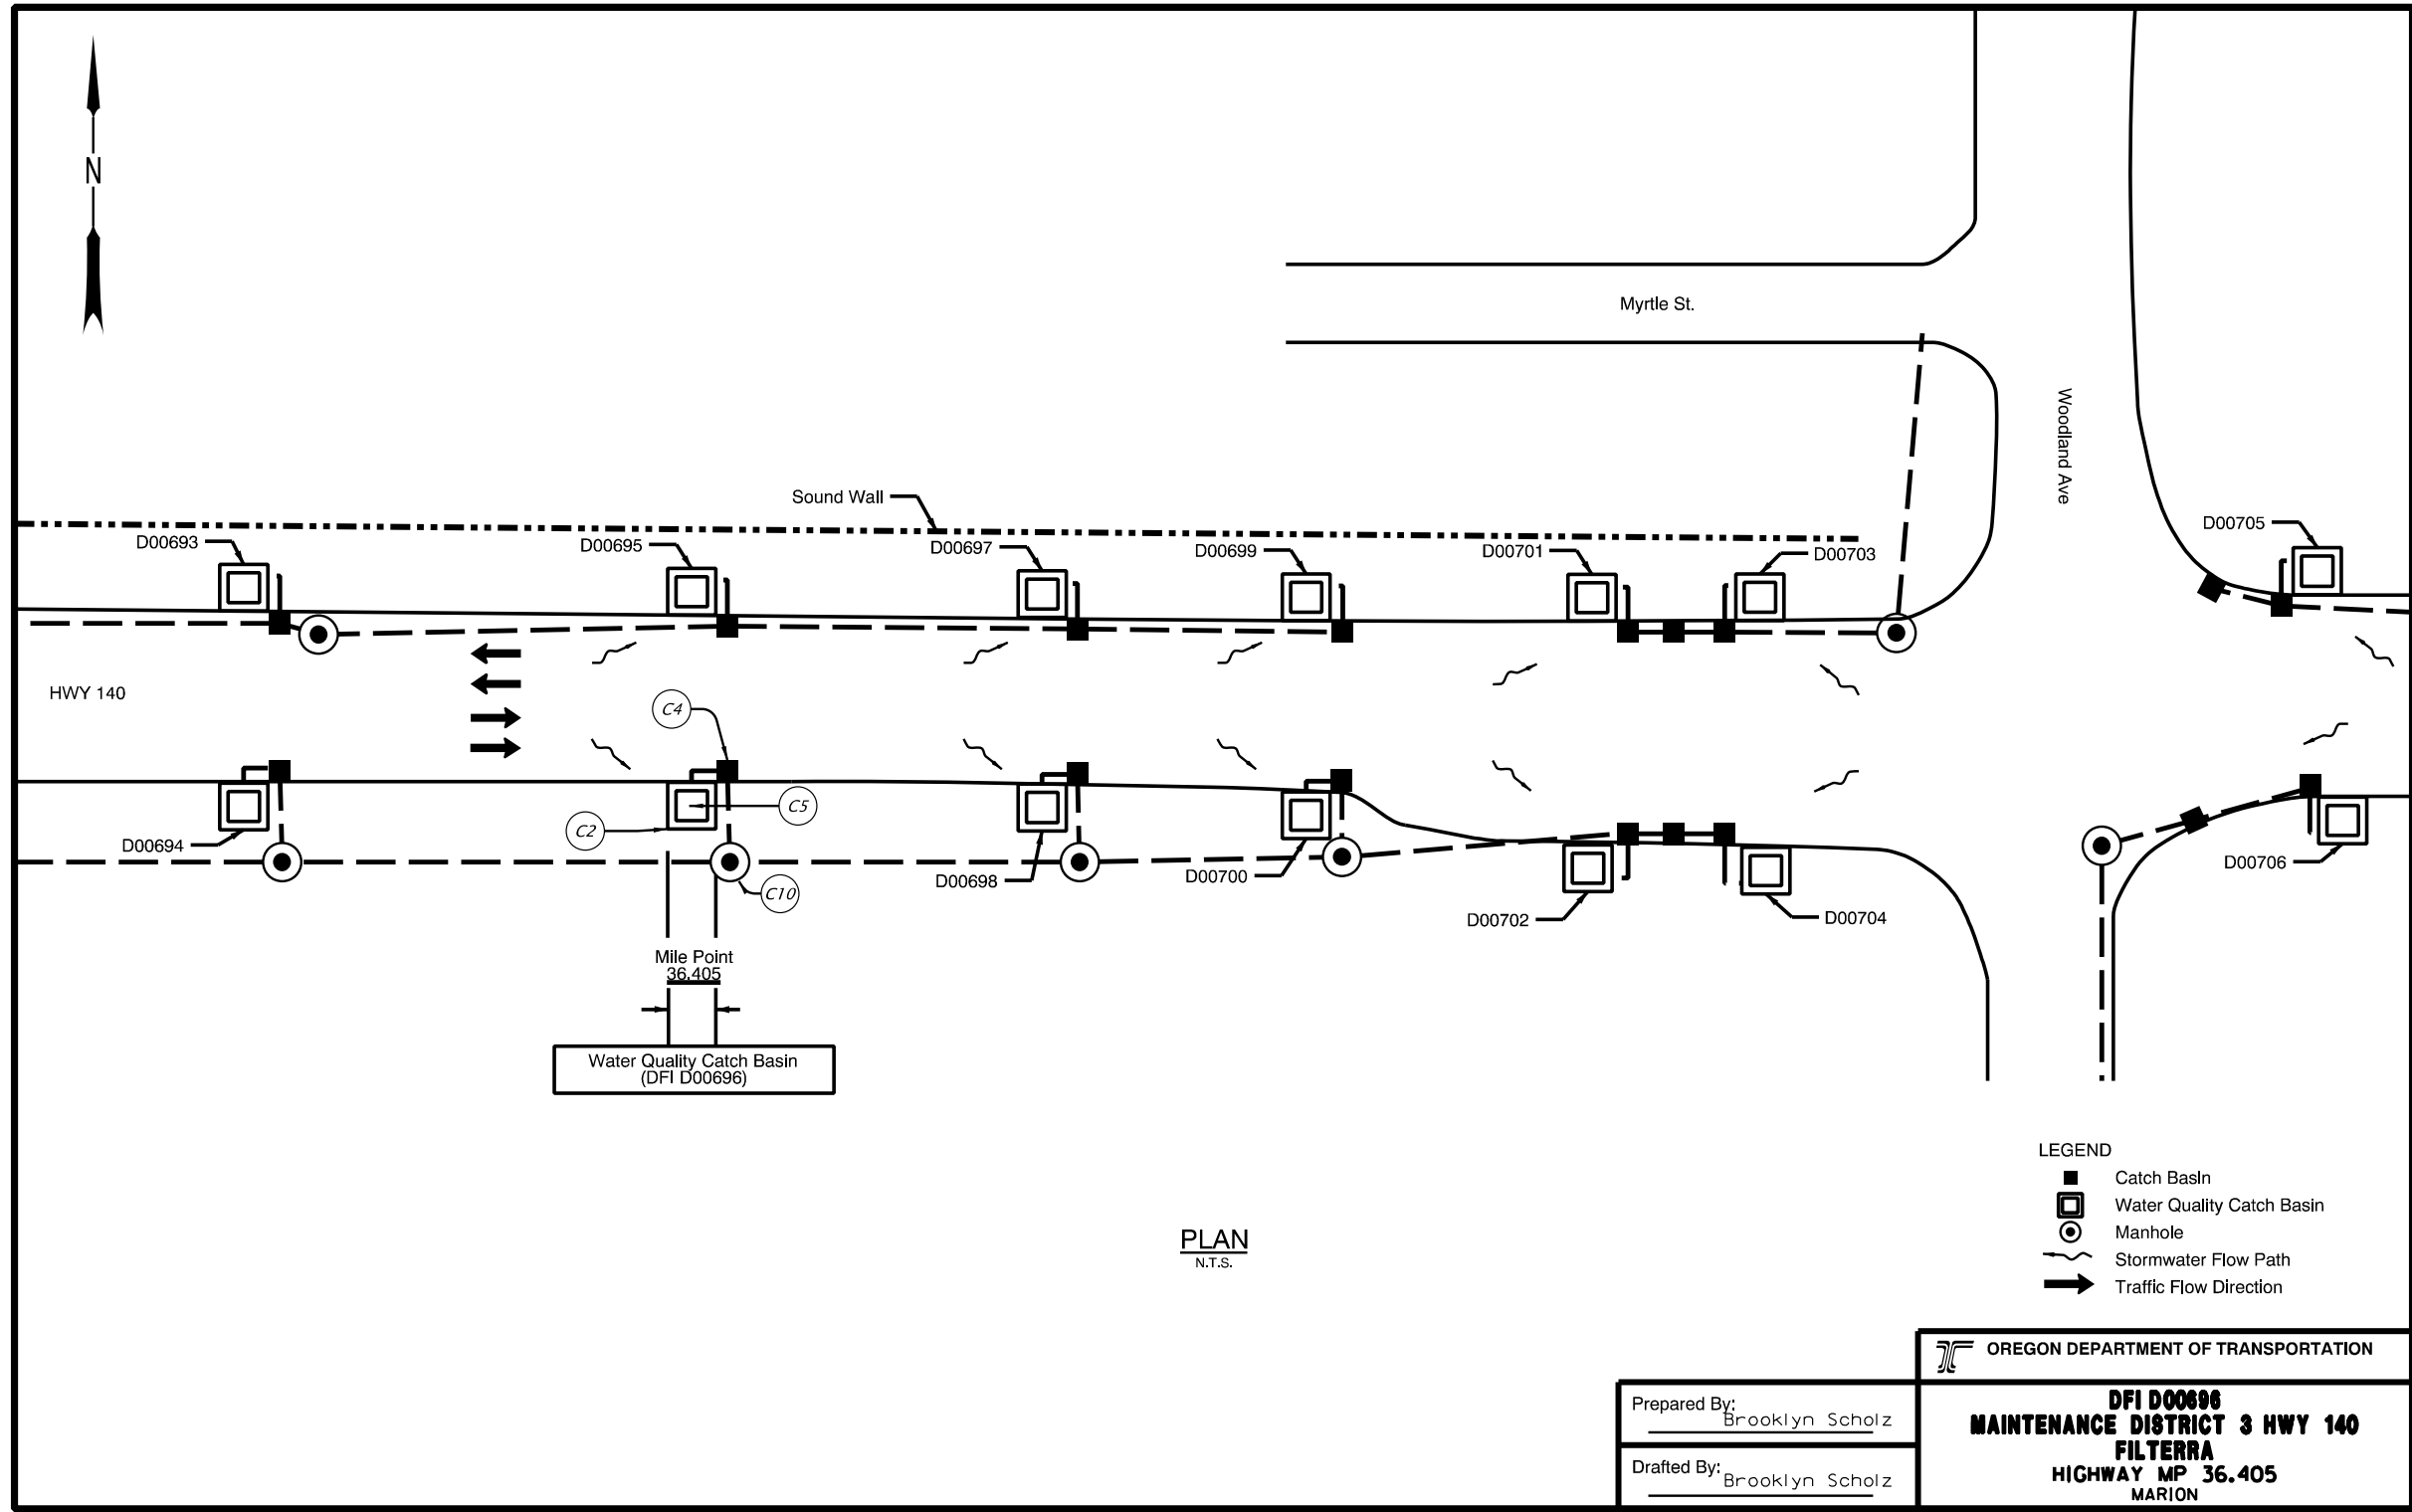 N
Myrtle St.
Woodland Ave
Sound Wall
D00693
D00695
D00697
D00699
D00701
D00703
D00705
HWY 140
C4
C5
C2
C10
D00694
D00698
D00700
D00702
D00704
D00706
Mile Point
36.405
Water Quality Catch Basin
(DFI D00696)
PLAN
N.T.S.
LEGEND
Catch Basin
Water Quality Catch Basin
Manhole
Stormwater Flow Path
Traffic Flow Direction
OREGON DEPARTMENT OF TRANSPORTATION
Prepared By: Brooklyn Scholz
Drafted By: Brooklyn Scholz
DFI D00696
MAINTENANCE DISTRICT 3 HWY 140
FILTERRA
HIGHWAY MP 36.405
MARION